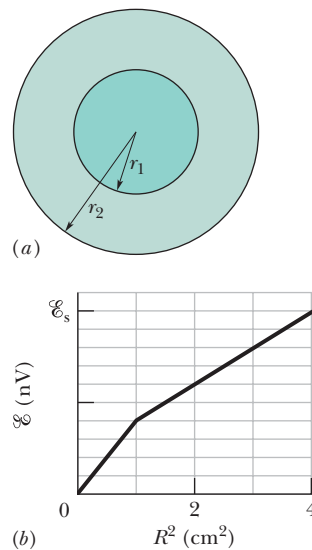 r₁
r₂
(a)
ℰₛ
ℰ (nV)
0
2
4
(b)
R² (cm²)